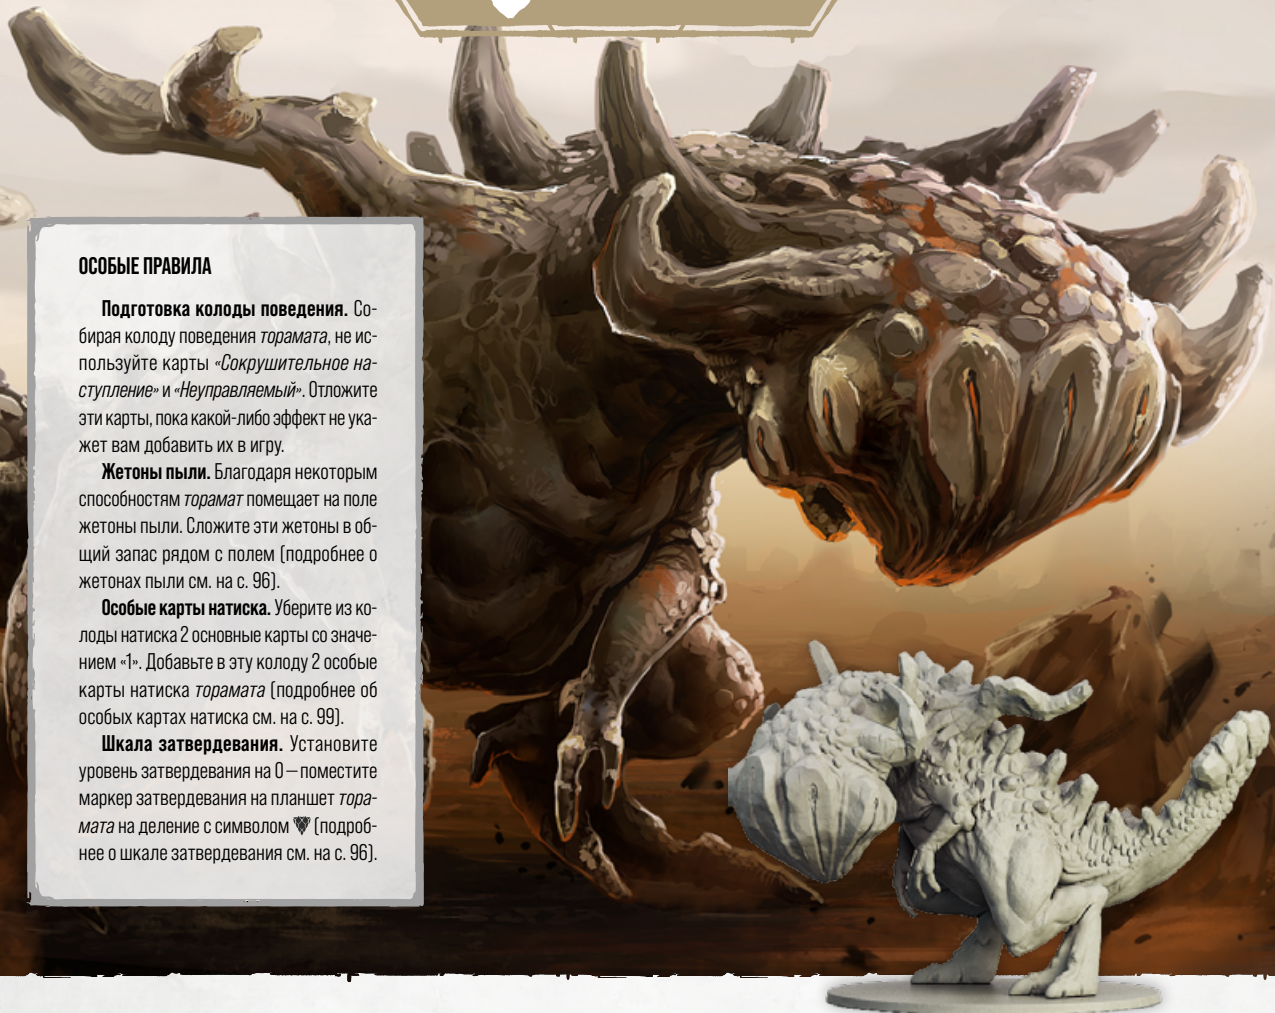 ОСОБЫЕ ПРАВИЛА
Подготовка колоды поведения. Со-
бирая колоду поведения торамата, не ис-
пользуйте карты «Сокрушительное на-
ступление» и «Неуправляемый». Отложите
эти карты, пока какой-либо эффект не ука-
жет вам добавить их в игру.
Жетоны пыли. Благодаря некоторым
способностям торамат помещает на поле
жетоны пыли. Сложите эти жетоны в об-
щий запас рядом с полем (подробнее о
жетонах пыли см. на с. 96).
Особые карты натиска. Уберите из ко-
лоды натиска 2 основные карты со значе-
нием «1». Добавьте в эту колоду 2 особые
карты натиска торамата (подробнее об
особых картах натиска см. на с. 99).
Шкала затвердевания. Установите
уровень затвердевания на 0 — поместите
маркер затвердевания на планшет тора-
мата на деление с символом (подроб-
нее о шкале затвердевания см. на с. 96).